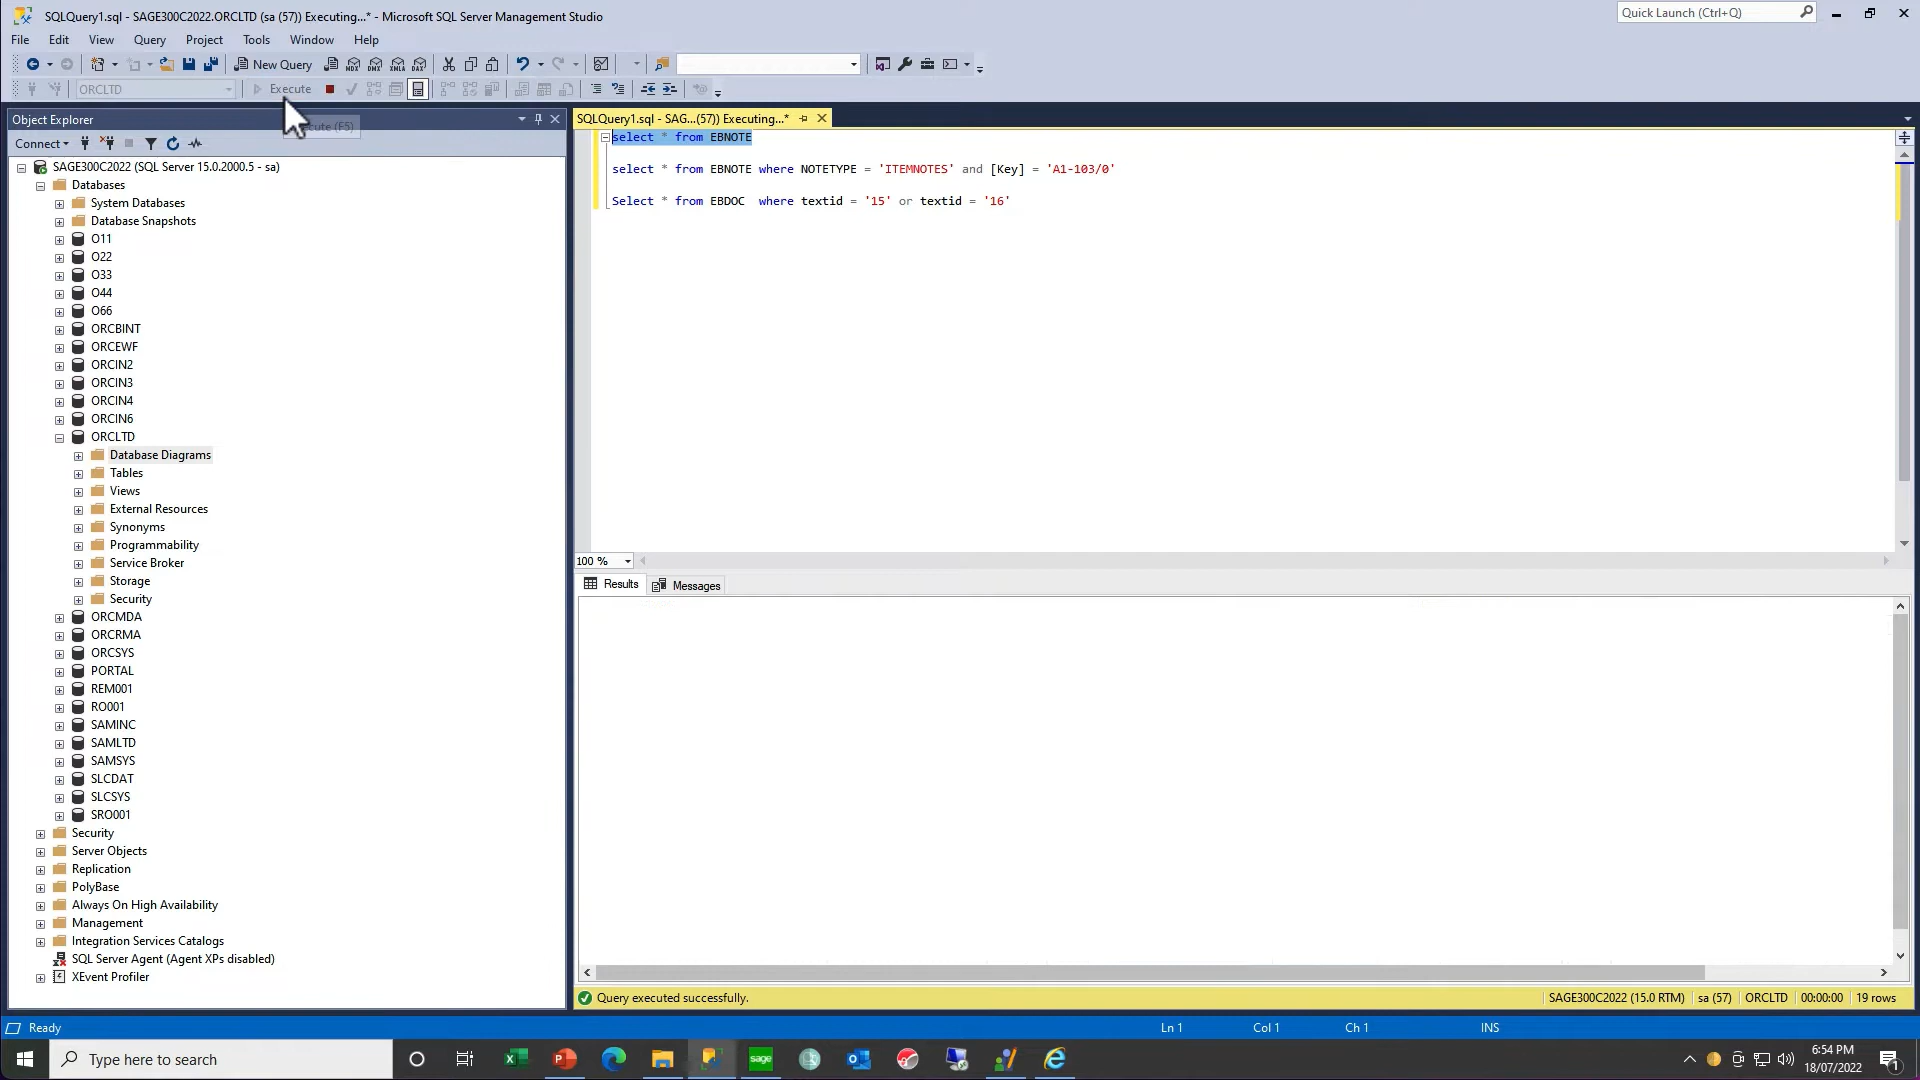 SQLQuery1.sql - SAGE300C2022.ORCLTD (sa (57)) Executing...* - Microsoft SQL Server Management Studio
Quick Launch (Ctrl+Q)
File Edit View Query Project Tools Window Help
New Query
ORCLTD
Execute
Object Explorer
Connect
SAGE300C2022 (SQL Server 15.0.2000.5 - sa)
Databases
System Databases
Database Snapshots
O11
O22
O33
O44
O66
ORCBINT
ORCEWF
ORCIN2
ORCIN3
ORCIN4
ORCIN6
ORCLTD
Database Diagrams
Tables
Views
External Resources
Synonyms
Programmability
Service Broker
Storage
Security
ORCMDA
ORCRMA
ORCSYS
PORTAL
REM001
RO001
SAMINC
SAMLTD
SAMSYS
SLCDAT
SLCSYS
SRO001
Security
Server Objects
Replication
PolyBase
Always On High Availability
Management
Integration Services Catalogs
SQL Server Agent (Agent XPs disabled)
XEvent Profiler
SQLQuery1.sql - SAG...(57)) Executing...*
select * from EBNOTE
select * from EBNOTE where NOTETYPE = 'ITEMNOTES' and [Key] = 'A1-103/0'
Select * from EBDOC where textid = '15' or textid = '16'
100 %
Results Messages
Query executed successfully.
SAGE300C2022 (15.0 RTM) sa (57) ORCLTD 00:00:00 19 rows
Ready
Ln 1 Col 1 Ch 1 INS
Type here to search
sage
6:54 PM
18/07/2022
1